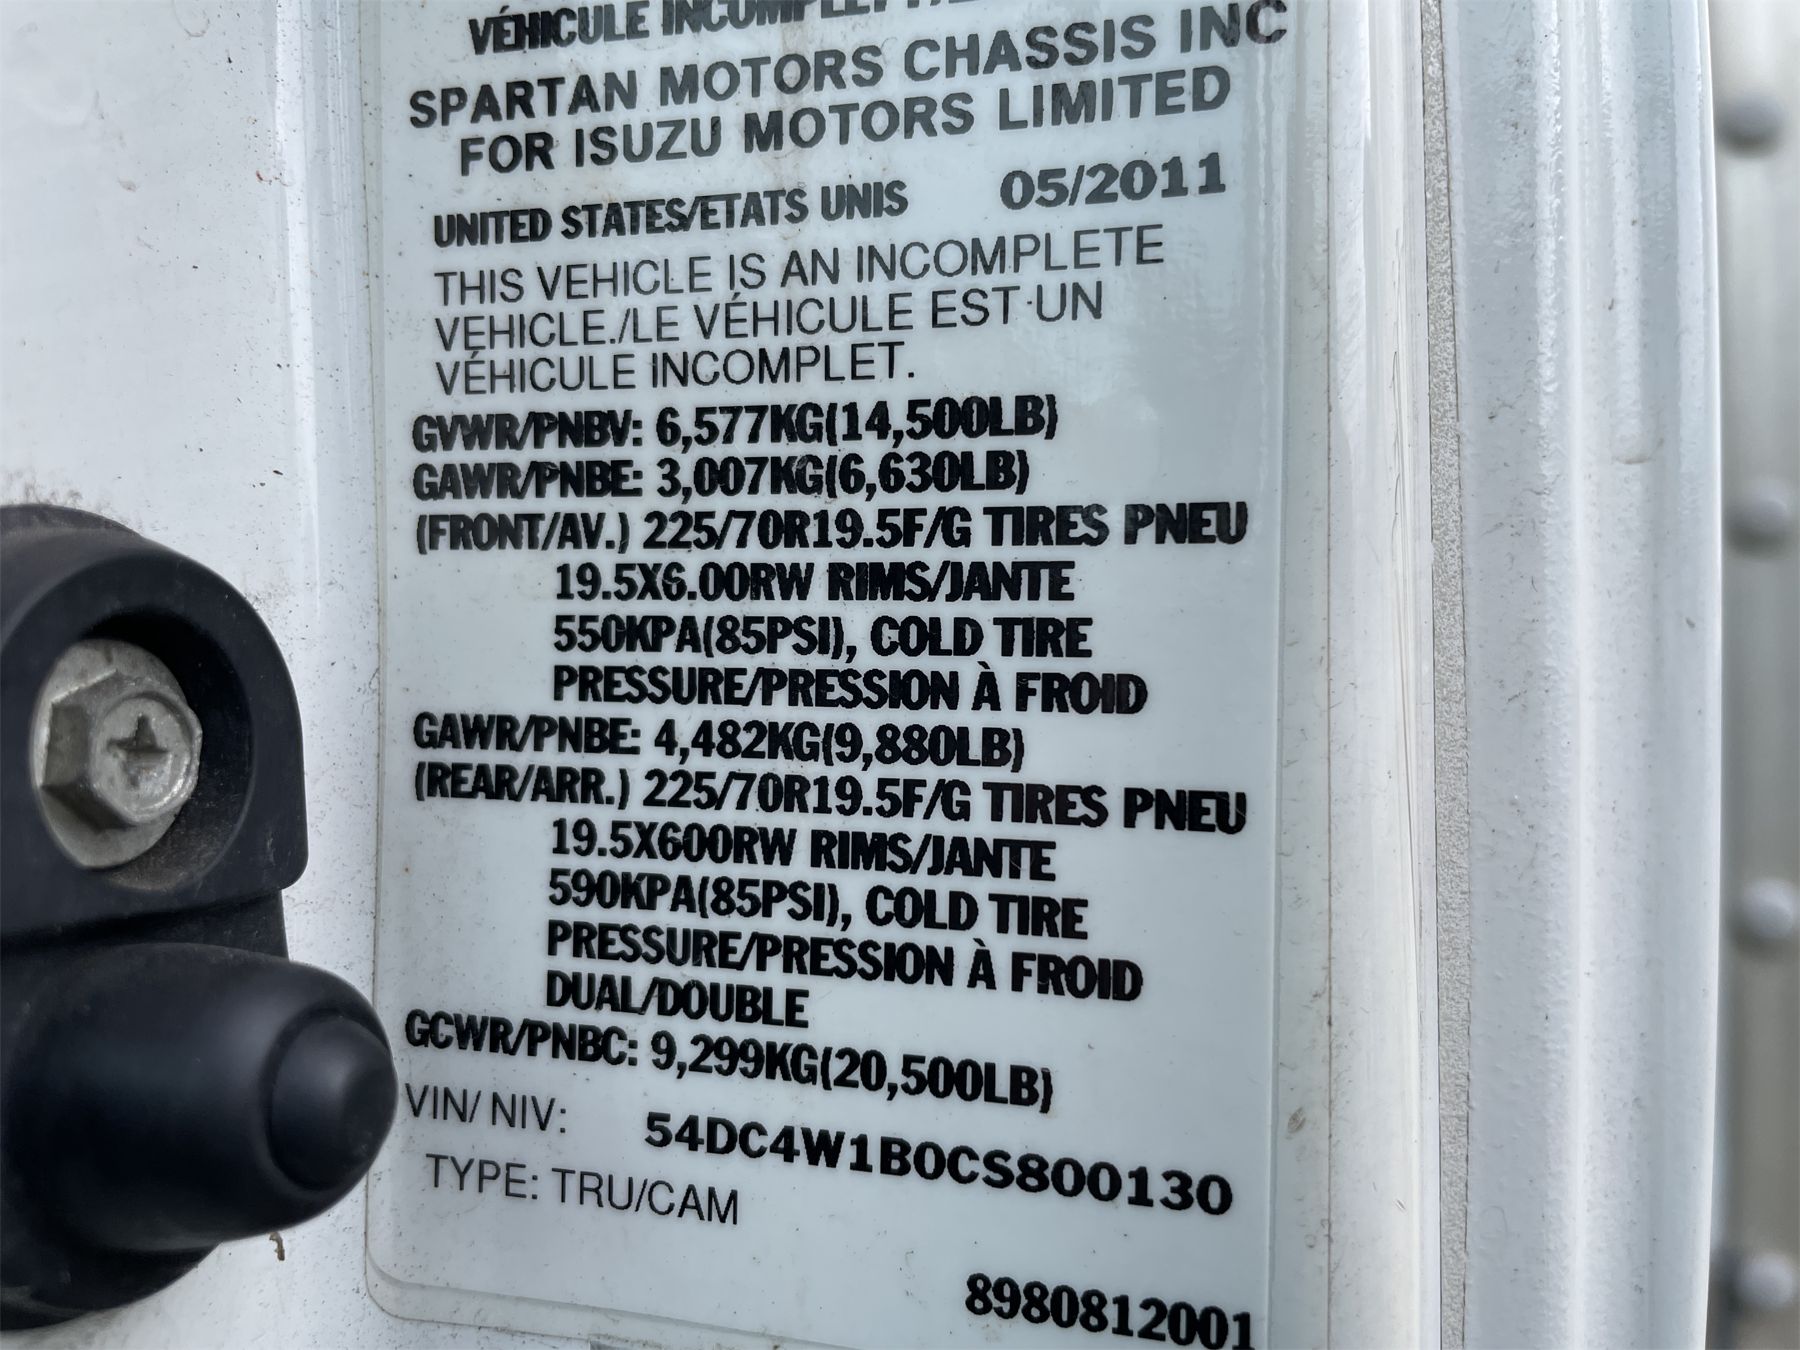 VÉHICULE
SPARTAN MOTORS CHASSIS INC
FOR ISUZU MOTORS LIMITED
UNITED STATES/ETATS UNIS 05/2011
THIS VEHICLE IS AN INCOMPLETE
VEHICLE./LE VÉHICULE EST UN
VÉHICULE INCOMPLET.
GVWR/PNBV: 6,577KG(14,500LB)
GAWR/PNBE: 3,007KG(6,630LB)
(FRONT/AV.) 225/70R19.5F/G TIRES PNEU
19.5X6.00RW RIMS/JANTE
550KPA(85PSI), COLD TIRE
PRESSURE/PRESSION À FROID
GAWR/PNBE: 4,482KG(9,880LB)
(REAR/ARR.) 225/70R19.5F/G TIRES PNEU
19.5X600RW RIMS/JANTE
590KPA(85PSI), COLD TIRE
PRESSURE/PRESSION À FROID
DUAL/DOUBLE
GCWR/PNBC: 9,299KG(20,500LB)
VIN/ NIV: 54DC4W1B0CS800130
TYPE: TRU/CAM
8980812001